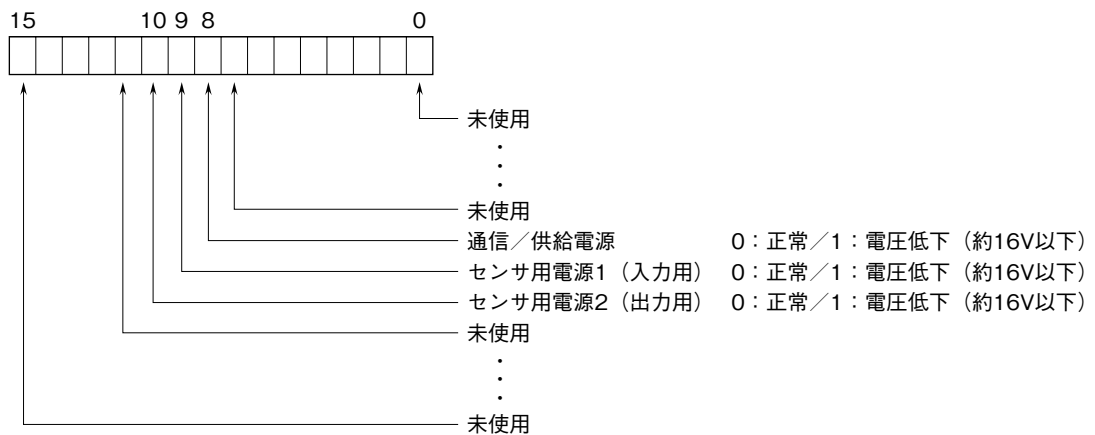 15 10 9 8 0
未使用
・
・
・
未使用
通信／供給電源 0：正常／1：電圧低下（約16V以下）
センサ用電源1（入力用） 0：正常／1：電圧低下（約16V以下）
センサ用電源2（出力用） 0：正常／1：電圧低下（約16V以下）
未使用
・
・
・
未使用